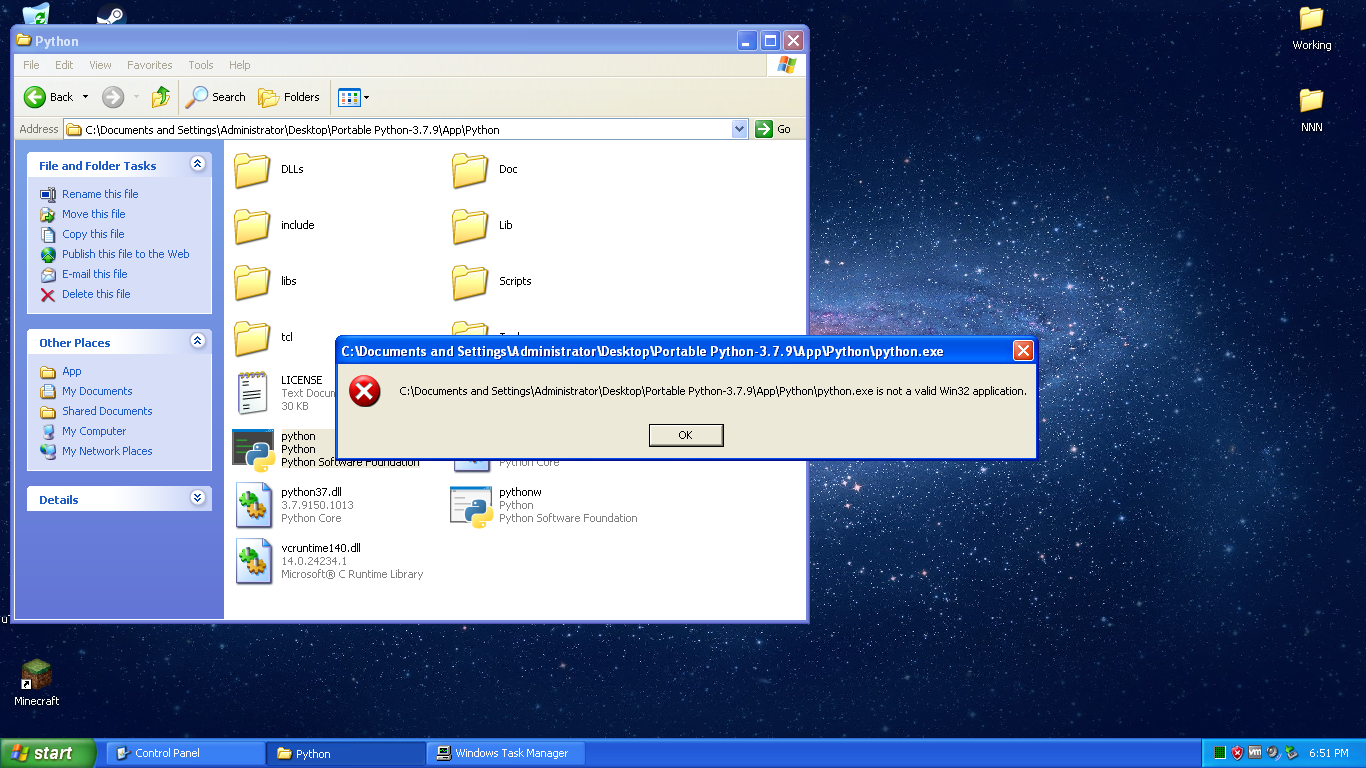 Python
File Edit View Favorites Tools Help
Back Search Folders
Address C:\Documents and Settings\Administrator\Desktop\Portable Python-3.7.9\App\Python Go
File and Folder Tasks
Rename this file
Move this file
Copy this file
Publish this file to the Web
E-mail this file
Delete this file
Other Places
App
My Documents
Shared Documents
My Computer
My Network Places
Details
DLLs
Doc
include
Lib
libs
Scripts
tcl
LICENSE
Text Docum
30 KB
python
Python
Python Software Foundation
Python Core
python37.dll
3.7.9150.1013
Python Core
pythonw
Python
Python Software Foundation
vcruntime140.dll
14.0.24234.1
Microsoft® C Runtime Library
C:\Documents and Settings\Administrator\Desktop\Portable Python-3.7.9\App\Python\python.exe
C:\Documents and Settings\Administrator\Desktop\Portable Python-3.7.9\App\Python\python.exe is not a valid Win32 application.
OK
Working
NNN
Minecraft
start Control Panel Python Windows Task Manager vm 6:51 PM